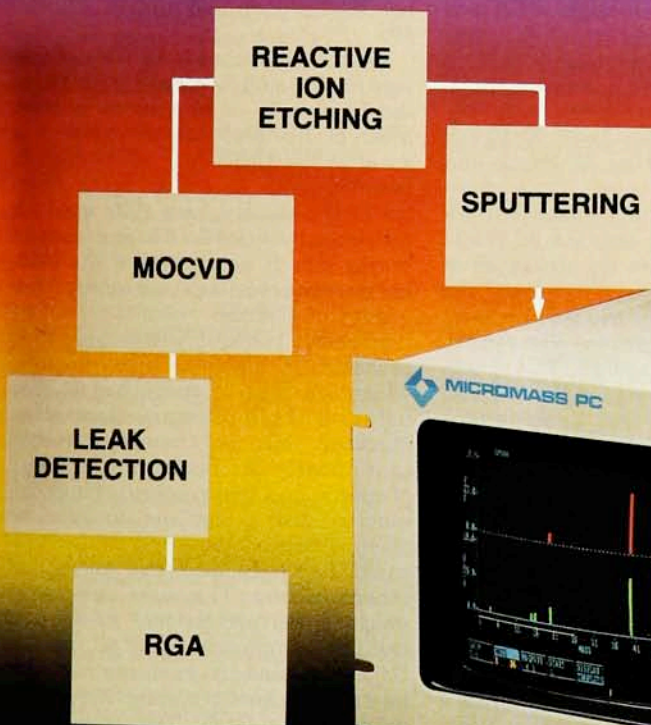 REACTIVE
ION
ETCHING
SPUTTERING
MOCVD
MICROMASS PC
LEAK
DETECTION
RGA